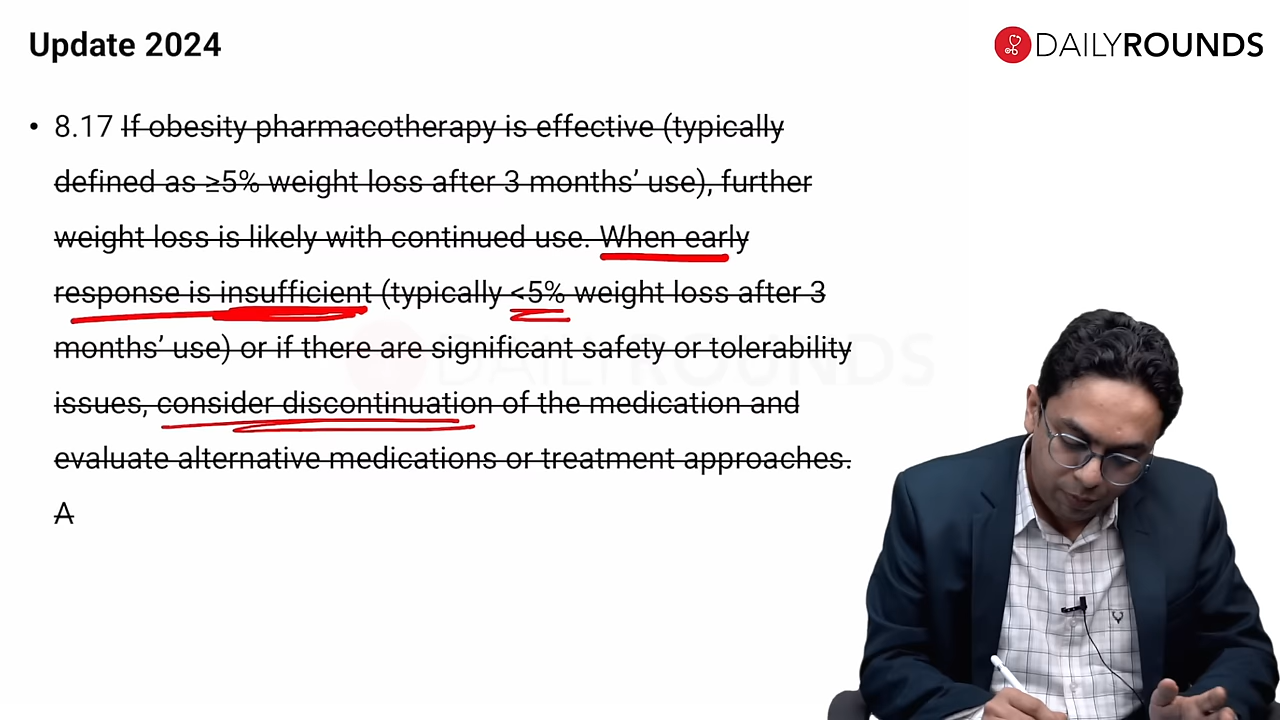 Update 2024
DAILYROUNDS
• 8.17 If obesity pharmacotherapy is effective (typically
defined as ≥5% weight loss after 3 months’ use), further
weight loss is likely with continued use. When early
response is insufficient (typically <5% weight loss after 3
months’ use) or if there are significant safety or tolerability
issues, consider discontinuation of the medication and
evaluate alternative medications or treatment approaches.
A
DAILYROUNDS